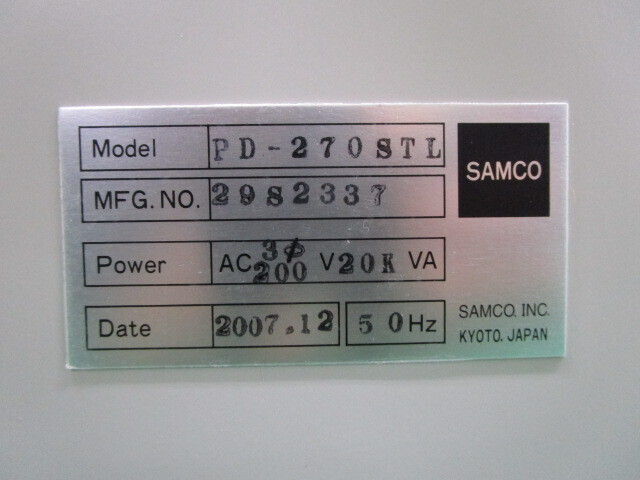 Model PD-270STL
SAMCO
MFG. NO. 29S2337
Power AC 3φ 200 V 20K VA
Date 2007.12 50Hz
SAMCO. INC.
KYOTO. JAPAN